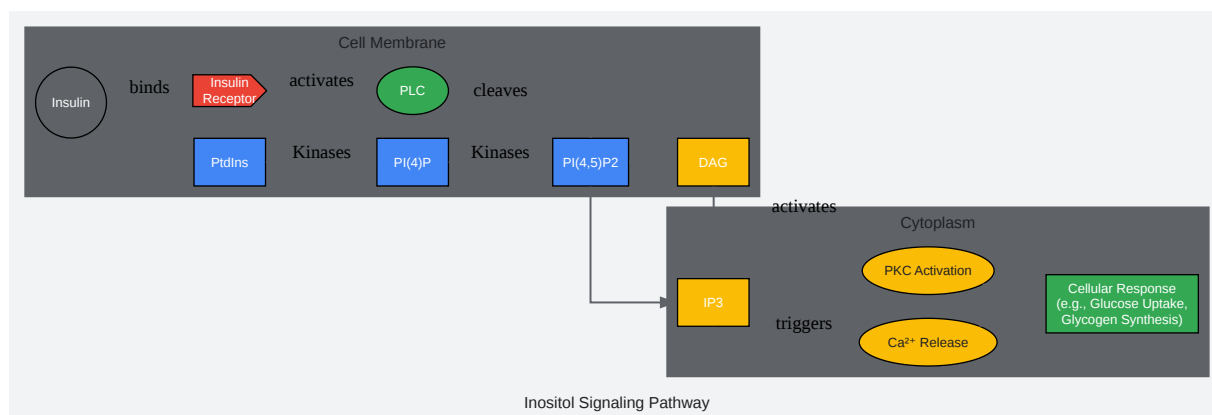 Cell Membrane
Insulin
binds
Insulin
Receptor
activates
PLC
cleaves
PtdIns
Kinases
PI(4)P
Kinases
PI(4,5)P2
DAG
activates
Cytoplasm
PKC Activation
IP3
triggers
Ca²⁺ Release
Cellular Response
(e.g., Glucose Uptake,
Glycogen Synthesis)
Inositol Signaling Pathway